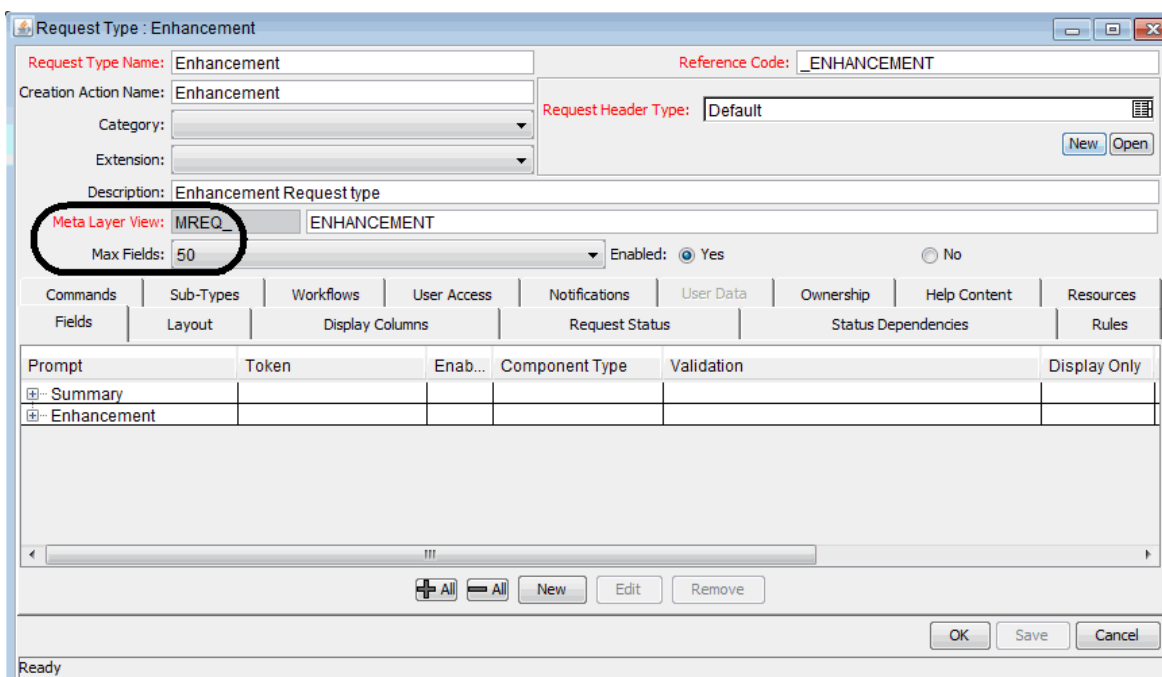 Request Type : Enhancement
Request Type Name: Enhancement Reference Code: _ENHANCEMENT
Creation Action Name: Enhancement
Request Header Type: Default
Category:
New Open
Extension:
Description: Enhancement Request type
Meta Layer View: MREQ_ ENHANCEMENT
Max Fields: 50 Enabled: Yes No
Commands Sub-Types Workflows User Access Notifications User Data Ownership Help Content Resources
Fields Layout Display Columns Request Status Status Dependencies Rules
Prompt Token Enab... Component Type Validation Display Only
Summary
Enhancement
All All New Edit Remove
OK Save Cancel
Ready